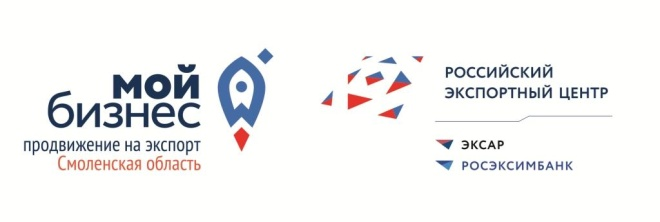 мой
бизнес
продвижение на экспорт
Смоленская область
РОССИЙСКИЙ
ЭКСПОРТНЫЙ ЦЕНТР
ЭКСАР
РОСЭКСИМБАНК